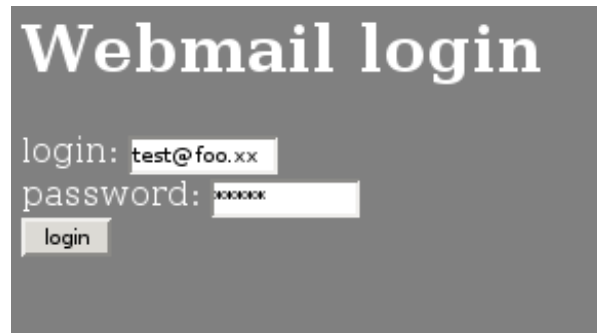 Webmail login
login: test@foo.xx
password: *****
login